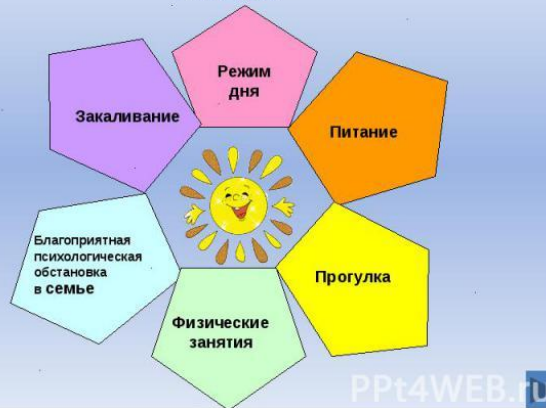 Режим
дня
Закаливание
Питание
Благоприятная
психологическая
обстановка
в семье
Прогулка
Физические
занятия
PPt4WEB.ru